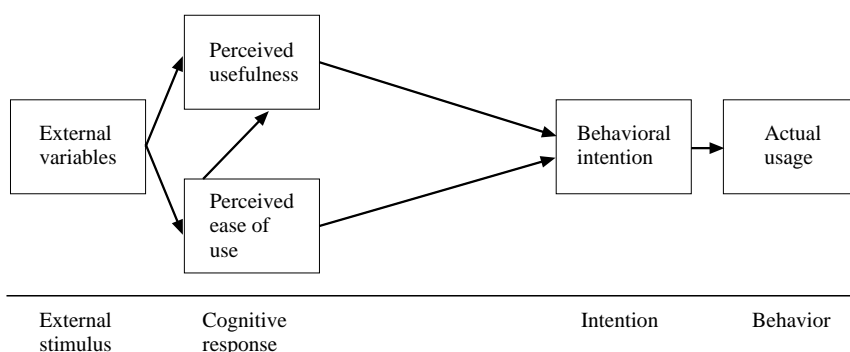 Perceived
usefulness
External
variables
Behavioral
intention
Actual
usage
Perceived
ease of
use
External
stimulus
Cognitive
response
Intention
Behavior